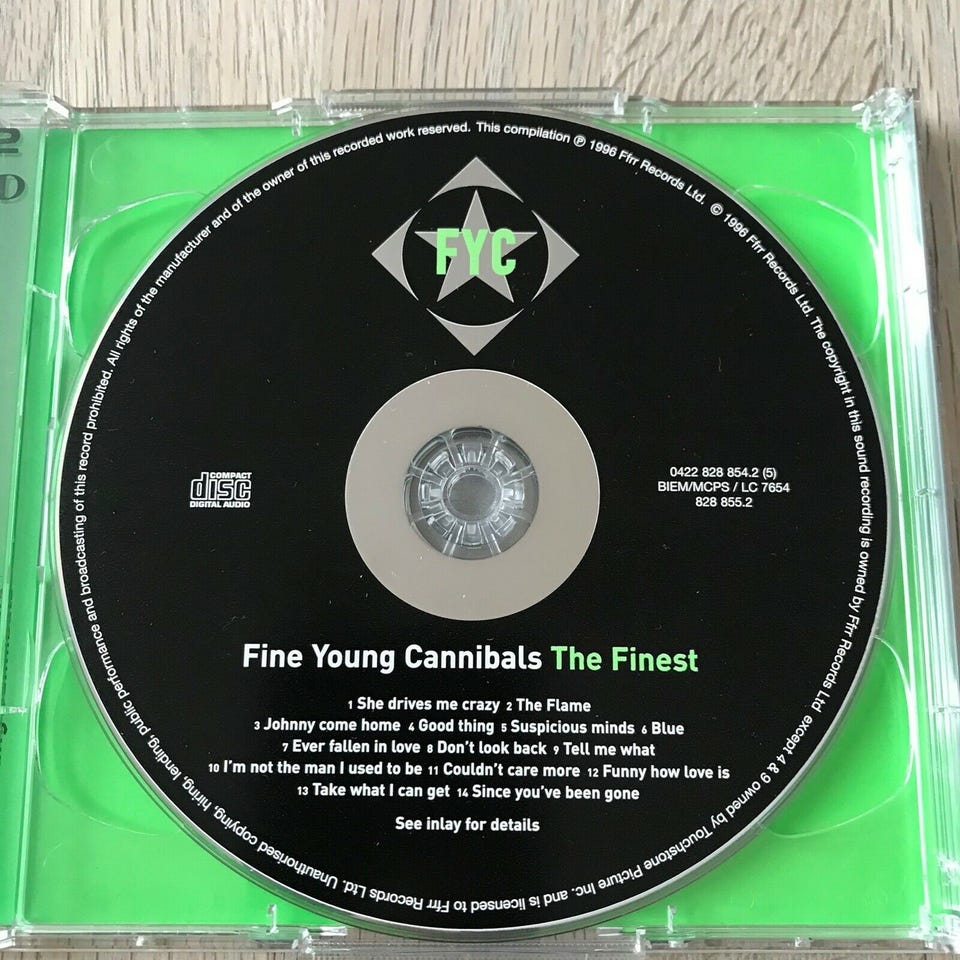 All rights of the manufacturer and of the owner of this recorded work reserved. This compilation ℗ 1996 Ffrr Records Ltd. © 1996 Ffrr Records Ltd. The copyright in this sound recording is owned by Ffrr Records Ltd except 4 & 9 owned by Touchstone Picture Inc. and is licensed to Ffrr Records Ltd. Unauthorised copying, hiring, lending, public performance and broadcasting of this record prohibited.
FYC
COMPACT
disc
DIGITAL AUDIO
0422 828 854.2 (5)
BIEM/MCPS / LC 7654
828 855.2
Fine Young Cannibals The Finest
1 She drives me crazy 2 The Flame
3 Johnny come home 4 Good thing 5 Suspicious minds 6 Blue
7 Ever fallen in love 8 Don't look back 9 Tell me what
10 I'm not the man I used to be 11 Couldn't care more 12 Funny how love is
13 Take what I can get 14 Since you've been gone
See inlay for details
2